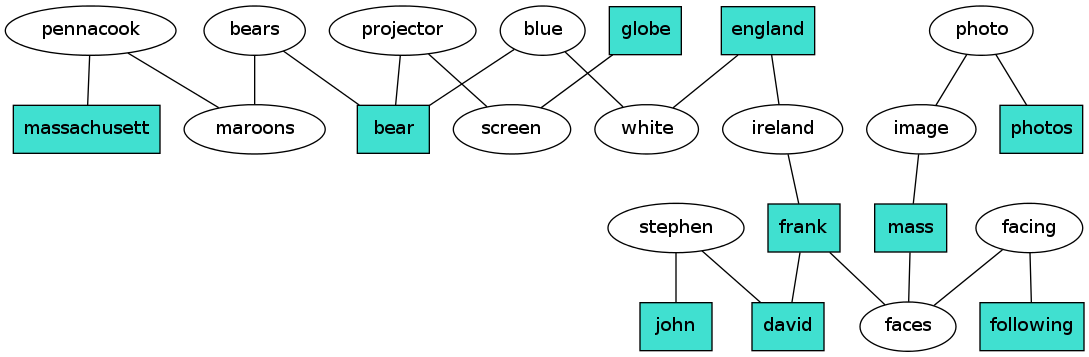 pennacook bears projector blue globe england photo
massachusett maroons bear screen white ireland image photos
stephen frank mass facing
john david faces following